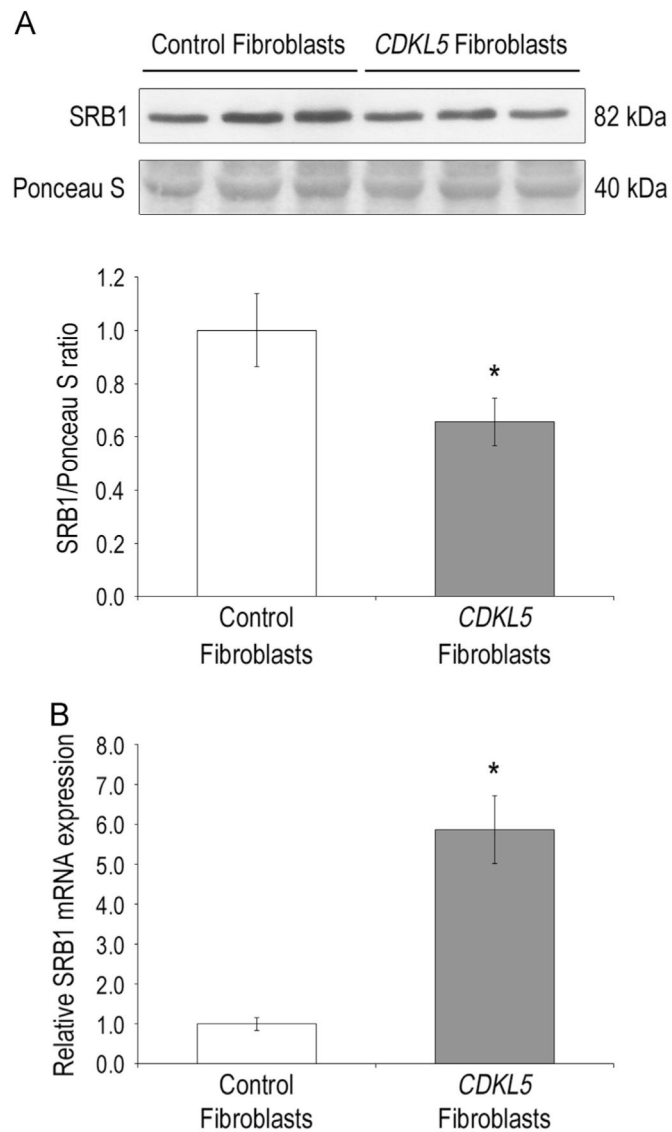 A
Control Fibroblasts CDKL5 Fibroblasts
SRB1 82 kDa
Ponceau S 40 kDa
SRB1/Ponceau S ratio
1.2
1.0
0.8
0.6
0.4
0.2
0.0
*
Control
Fibroblasts
CDKL5
Fibroblasts
B
Relative SRB1 mRNA expression
8.0
7.0
6.0
5.0
4.0
3.0
2.0
1.0
0.0
*
Control
Fibroblasts
CDKL5
Fibroblasts